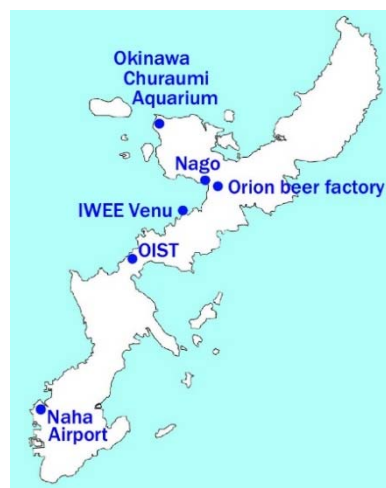 Okinawa
Churaumi
Aquarium
Nago
Orion beer factory
IWEE Venu
OIST
Naha
Airport